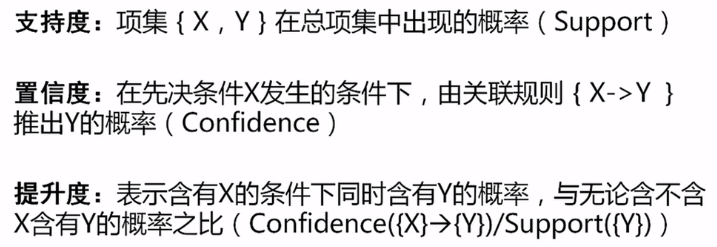 支持度：项集 { X , Y } 在总项集中出现的概率（Support）
置信度：在先决条件X发生的条件下，由关联规则 { X->Y }
推出Y的概率（Confidence）
提升度：表示含有X的条件下同时含有Y的概率，与无论含不含
X含有Y的概率之比（Confidence({X}→{Y})/Support({Y})）